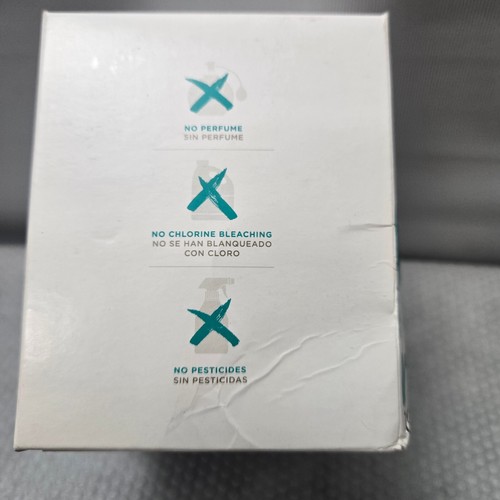 NO PERFUME
SIN PERFUME
NO CHLORINE BLEACHING
NO SE HAN BLANQUEADO
CON CLORO
NO PESTICIDES
SIN PESTICIDAS